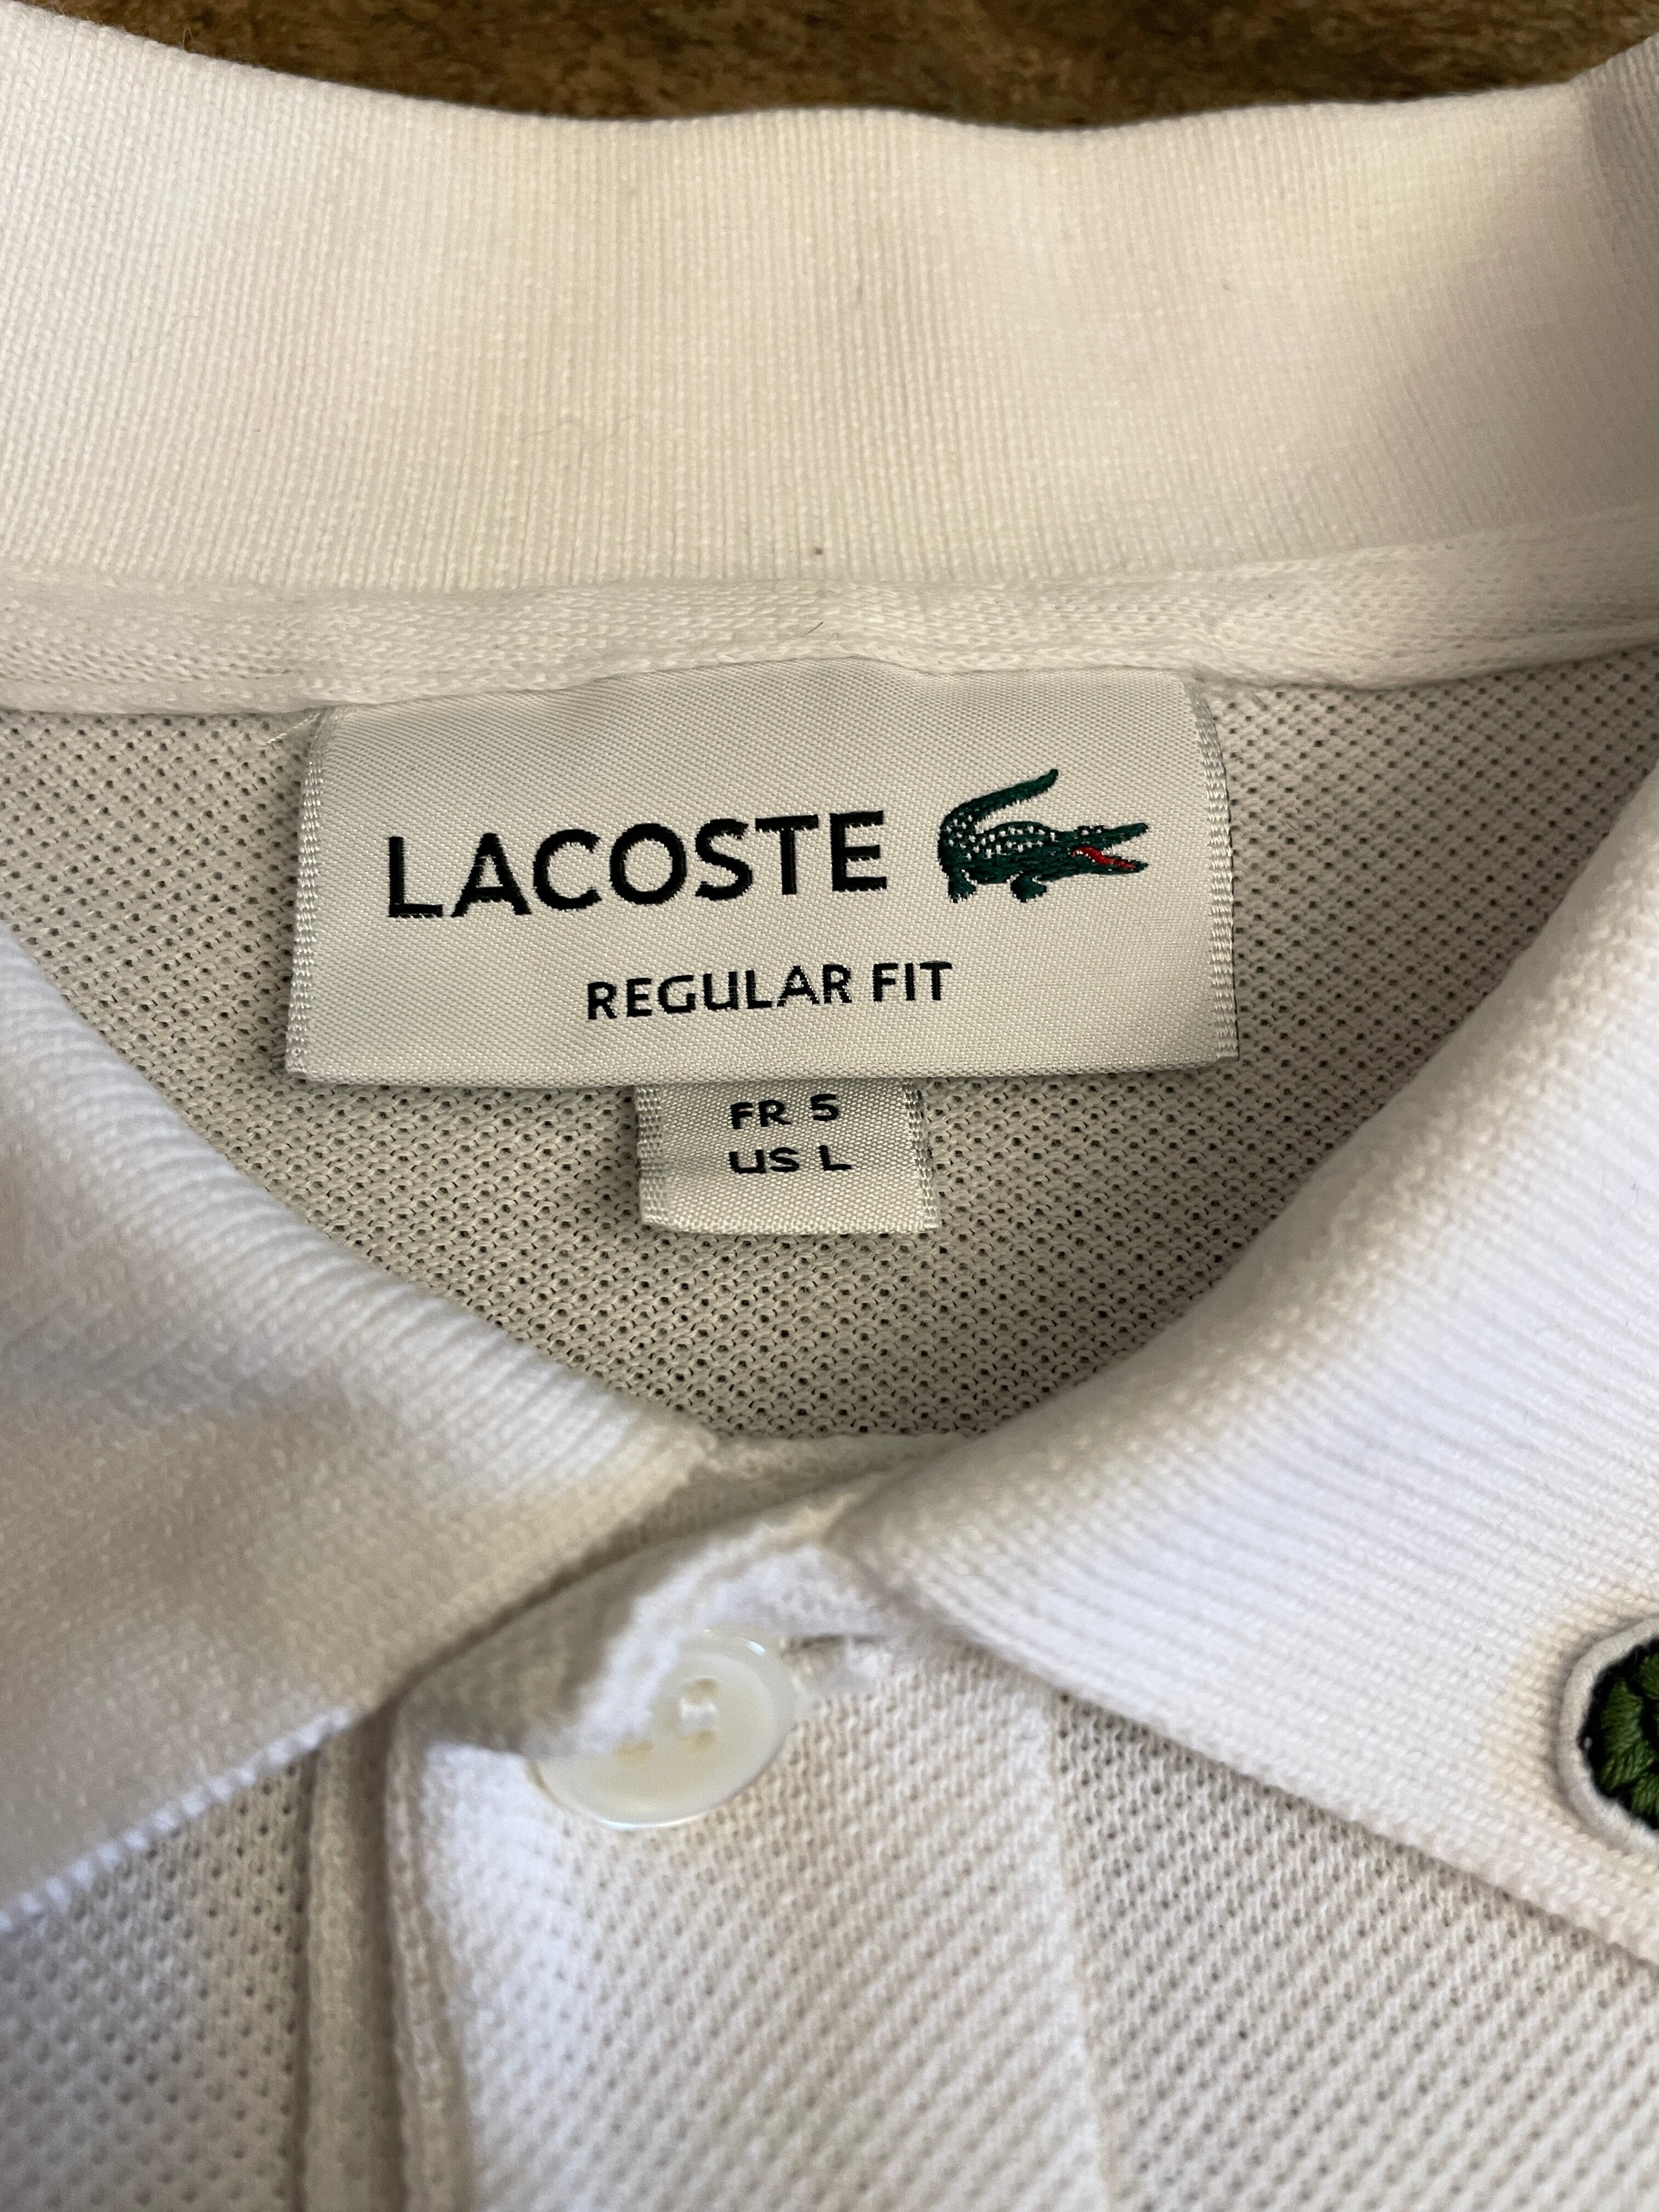 LACOSTE
REGULAR FIT
FR 5
US L